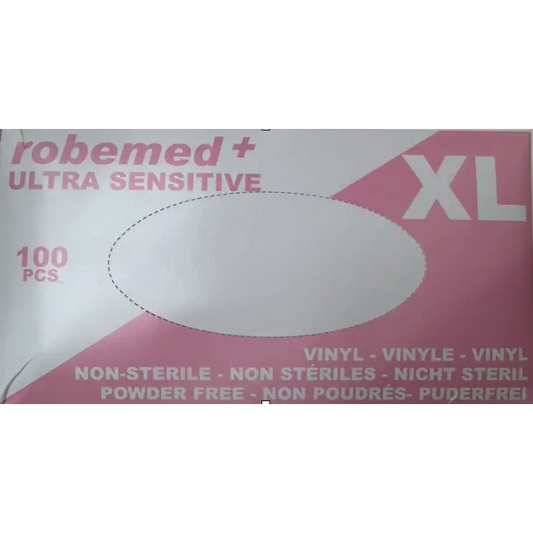 robemed+
ULTRA SENSITIVE
XL
100
PCS
VINYL - VINYLE - VINYL
NON-STERILE - NON STÉRILES - NICHT STERIL
POWDER FREE - NON POUDRÉS- PUDERFREI